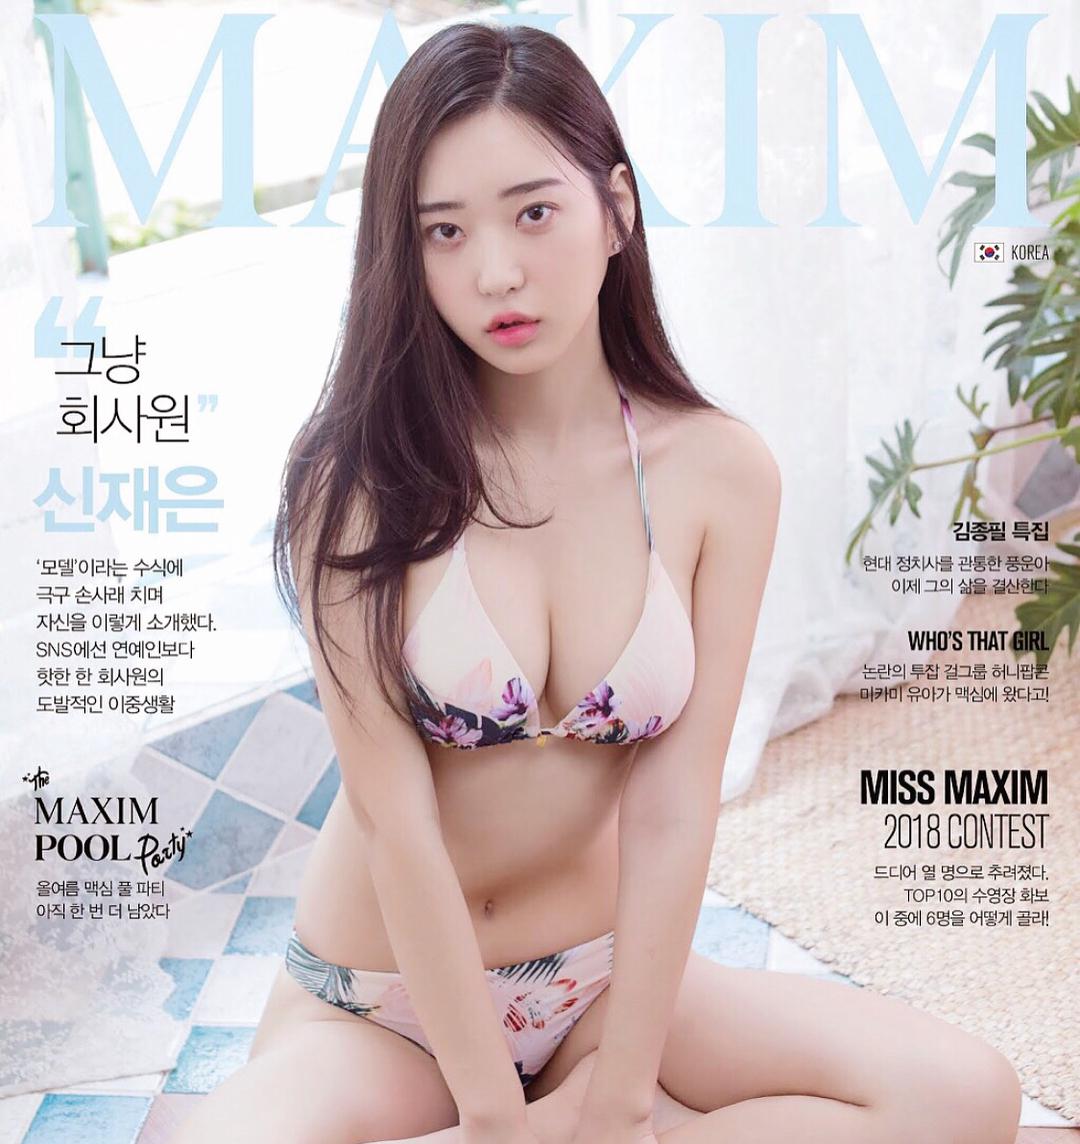 MAXIM
KOREA
“그냥
회사원”
신재은
‘모델’이라는 수식에
극구 손사래 치며
자신을 이렇게 소개했다.
SNS에선 연예인보다
핫한 한 회사원의
도발적인 이중생활
The
MAXIM
POOL Party
올여름 맥심 풀 파티
아직 한 번 더 남았다
김종필 특집
현대 정치사를 관통한 풍운아
이제 그의 삶을 결산한다
WHO'S THAT GIRL
논란의 투잡 걸그룹 허니팝콘
미카미 유아가 맥심에 왔다고!
MISS MAXIM
2018 CONTEST
드디어 열 명으로 추려졌다.
TOP10의 수영장 화보
이 중에 6명을 어떻게 골라!